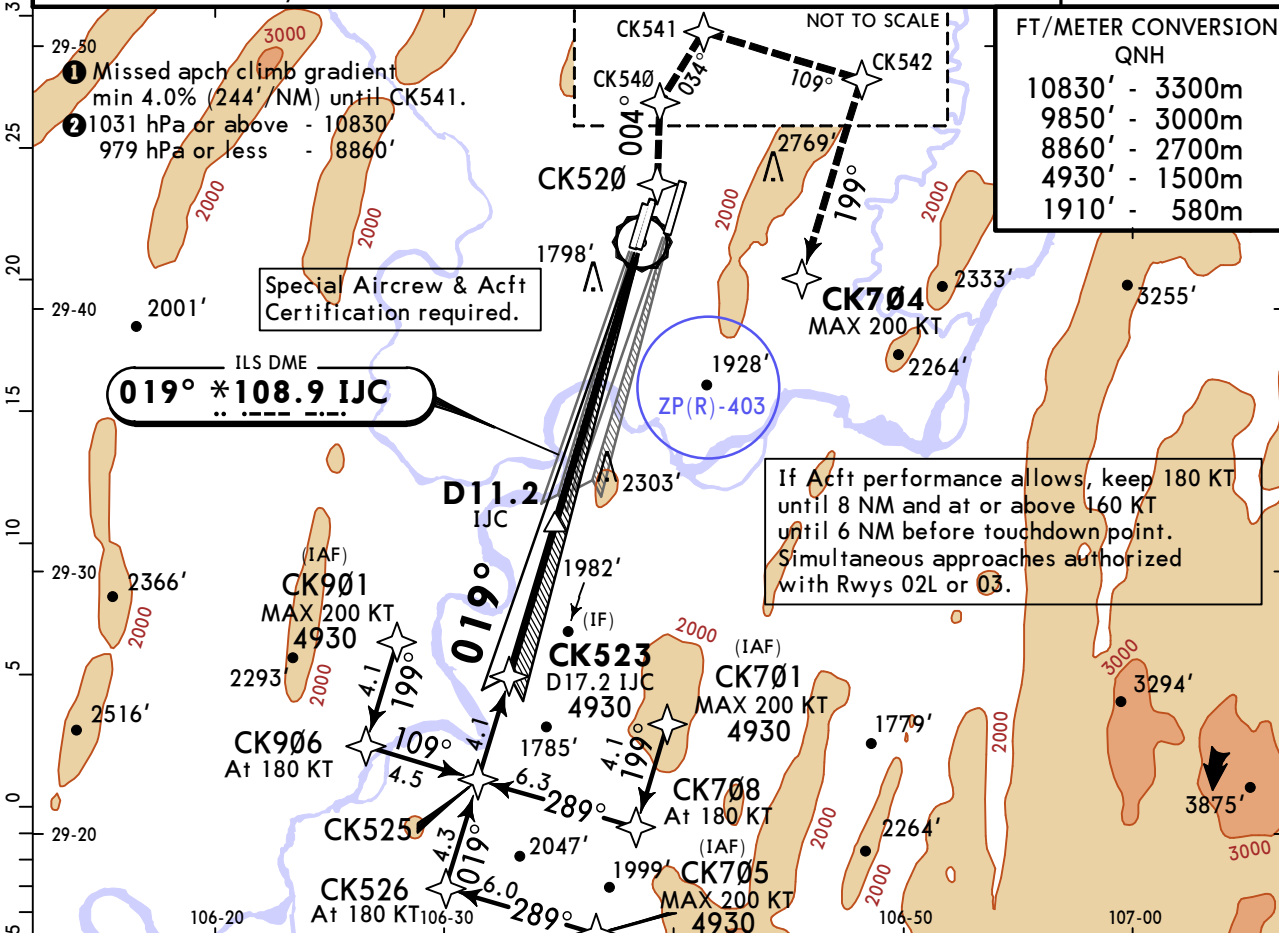 29-50
3000
❶ Missed apch climb gradient
min 4.0% (244'/NM) until CK541.
❷ 1031 hPa or above - 10830'
979 hPa or less - 8860'
2000
2000
25
CK541
NOT TO SCALE
CK540
034°
109°
CK542
004°
CK520
2769'
2000
199°
2000
FT/METER CONVERSION
QNH
10830' - 3300m
9850' - 3000m
8860' - 2700m
4930' - 1500m
1910' - 580m
20
29-40
2001'
1798'
Special Aircrew & Acft
Certification required.
CK704
MAX 200 KT
2333'
3255'
2264'
ILS DME
019° *108.9 IJC
1928'
ZP(R)-403
15
D11.2
IJC
2303'
If Acft performance allows, keep 180 KT
until 8 NM and at or above 160 KT
until 6 NM before touchdown point.
Simultaneous approaches authorized
with Rwys 02L or 03.
10
29-30
2366'
2000
(IAF)
CK901
MAX 200 KT
4930
2293'
2000
019°
1982'
(IF)
CK523
D17.2 IJC
4930
2000
(IAF)
CK701
MAX 200 KT
4930
3000
3294'
5
2516'
4.1
199°
CK906
At 180 KT
109°
4.5
4.1
1785'
4.1
199°
1779'
2000
6.3
289°
CK708
At 180 KT
3875'
3000
0
29-20
CK525
4.3
019°
2047'
1999'
2000
2264'
2000
(IAF)
CK705
MAX 200 KT
4930
CK526
At 180 KT
6.0
289°
106-20
106-30
106-50
107-00